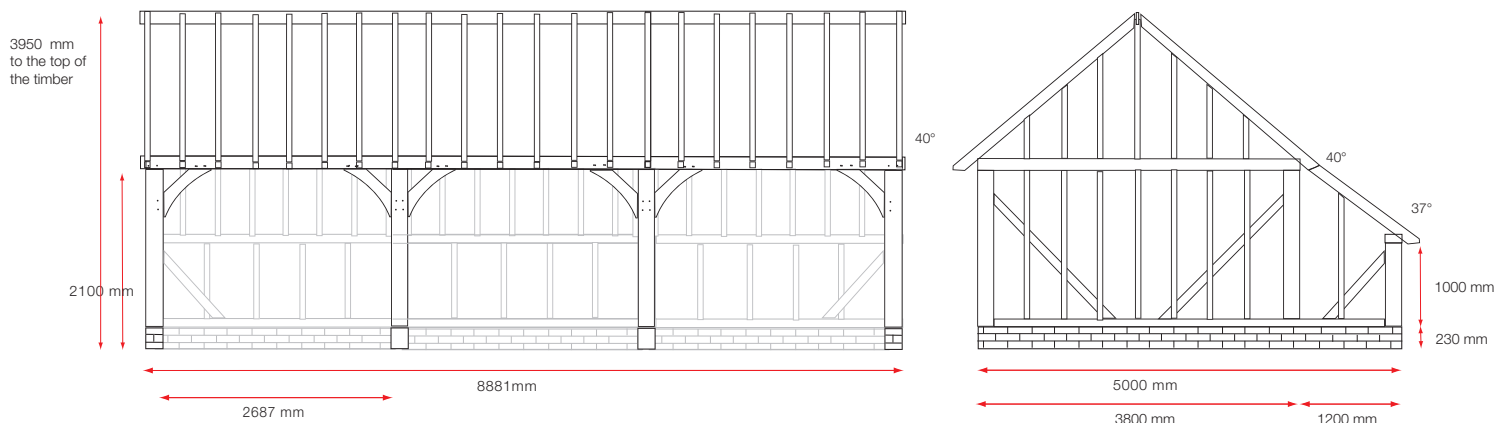 3950 mm
to the top of
the timber
2100 mm
8881mm
2687 mm
40°
40°
37°
1000 mm
230 mm
5000 mm
3800 mm
1200 mm